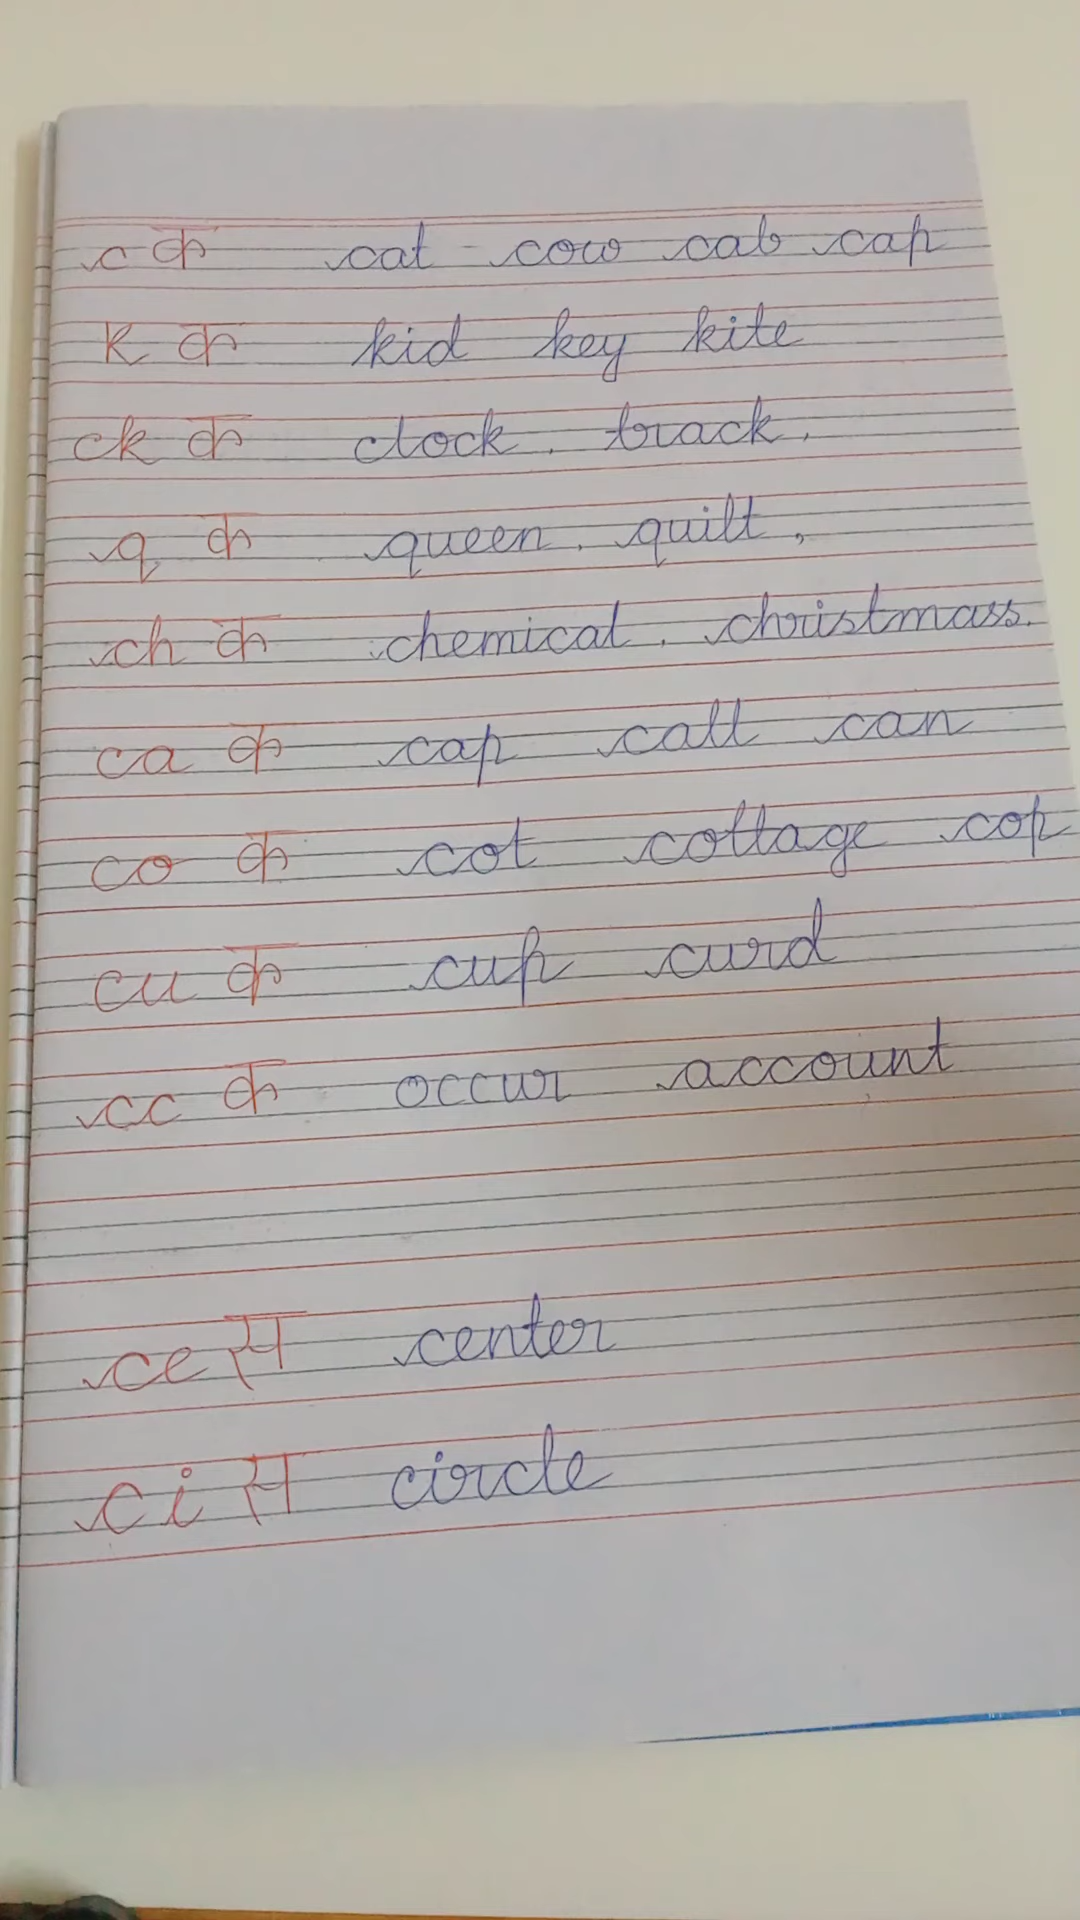 c क cat cow cab cap
k क kid key kite
ck क clock. track.
q क queen. quilt,
ch क chemical. christmass.
ca क cap call can
co क cot cottage cop
cu क cup curd
cc क occur account
ce स center
ci स circle